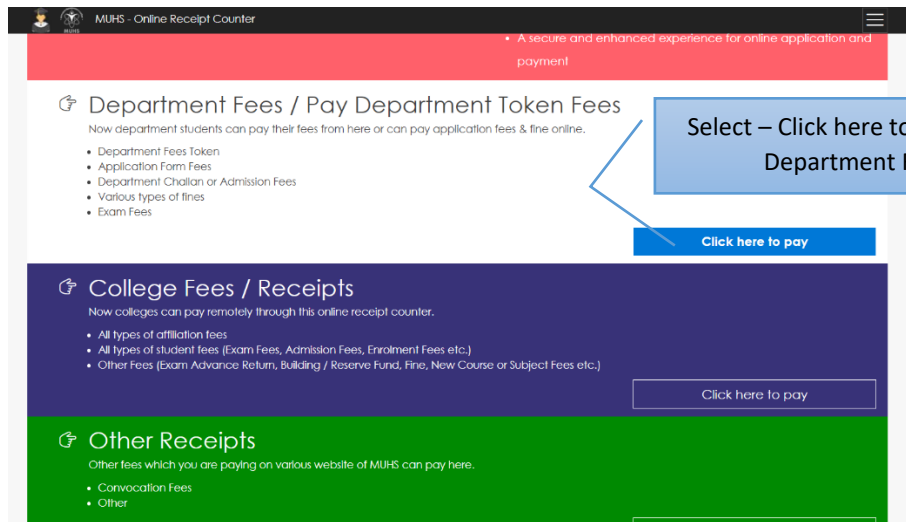 MUHS - Online Receipt Counter
MUHS
• A secure and enhanced experience for online application and
payment
Department Fees / Pay Department Token Fees
Now department students can pay their fees from here or can pay application fees & fine online.
• Department Fees Token
• Application Form Fees
• Department Challan or Admission Fees
• Various types of fines
• Exam Fees
Select – Click here to
Department
Click here to pay
College Fees / Receipts
Now colleges can pay remotely through this online receipt counter.
• All types of affiliation fees
• All types of student fees (Exam Fees, Admission Fees, Enrolment Fees etc.)
• Other Fees (Exam Advance Return, Building / Reserve Fund, Fine, New Course or Subject Fees etc.)
Click here to pay
Other Receipts
Other fees which you are paying on various website of MUHS can pay here.
• Convocation Fees
• Other